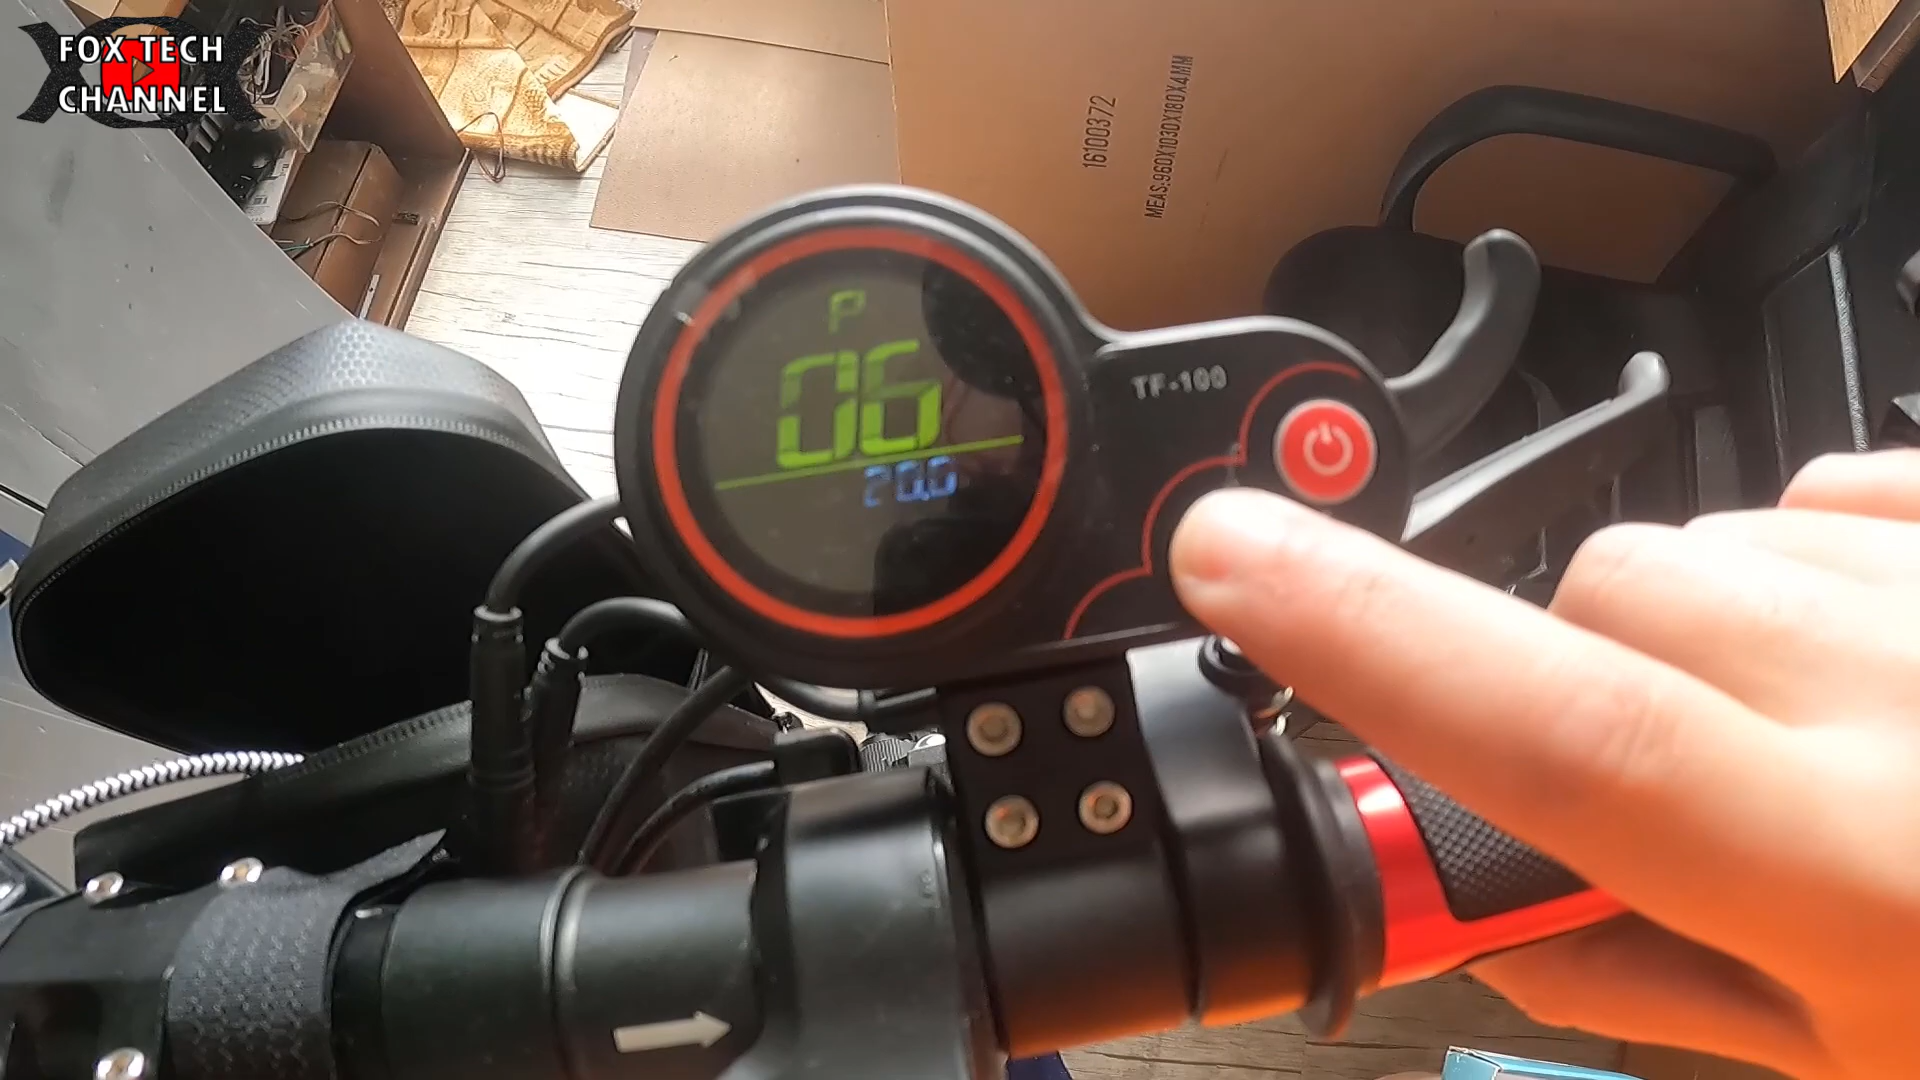 FOX TECH
CHANNEL
16100372
MEAS:960X1030X180X4MM
P
06
20.0
TF-100